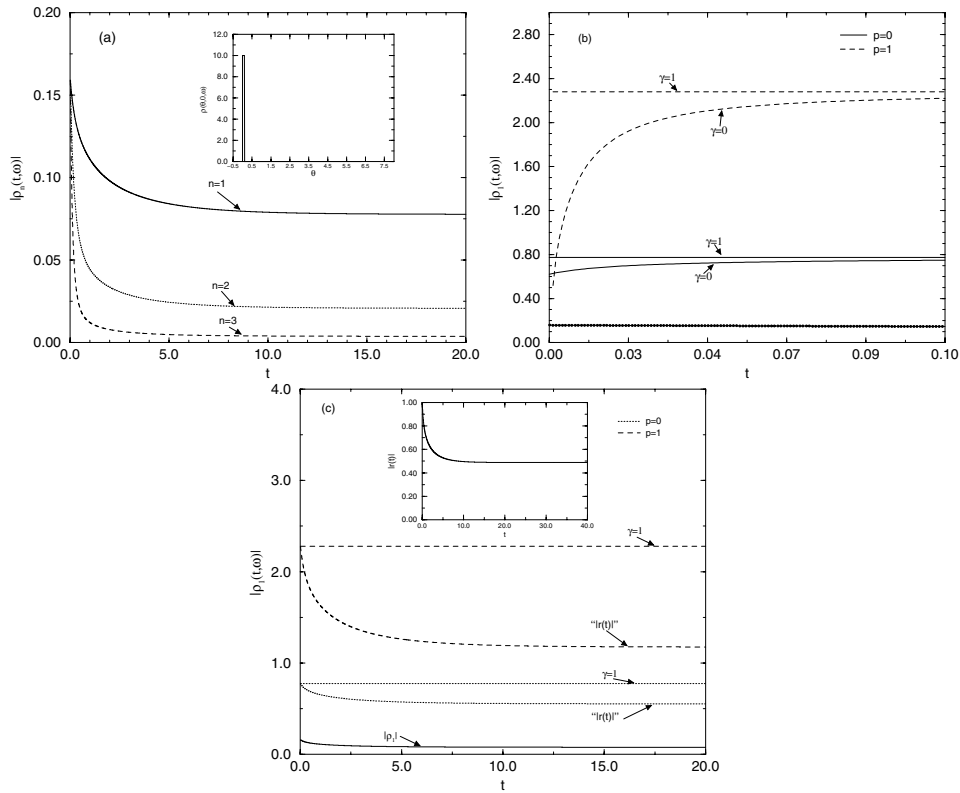 (a)
|ρn(t,ω)|
0.20
0.15
0.10
0.05
0.00
0.0 5.0 10.0 15.0 20.0
t
n=1
n=2
n=3
ρ(θ,0,ω)
12.0
10.0
8.0
6.0
4.0
2.0
0.0
−0.5 0.5 1.5 2.5 3.5 4.5 5.5 6.5 7.5
θ
(b)
|ρ1(t,ω)|
2.80
2.40
2.00
1.60
1.20
0.80
0.40
0.00
0.00 0.03 0.04 0.07 0.09 0.10
t
p=0
p=1
γ=1
γ=0
γ=1
γ=0
(c)
|ρ1(t,ω)|
4.0
3.0
2.0
1.0
0.0
0.0 5.0 10.0 15.0 20.0
t
p=0
p=1
γ=1
“|r(t)|”
γ=1
“|r(t)|”
|ρ1|
|r(t)|
1.00
0.80
0.60
0.40
0.20
0.00
0.0 10.0 20.0 30.0 40.0
t